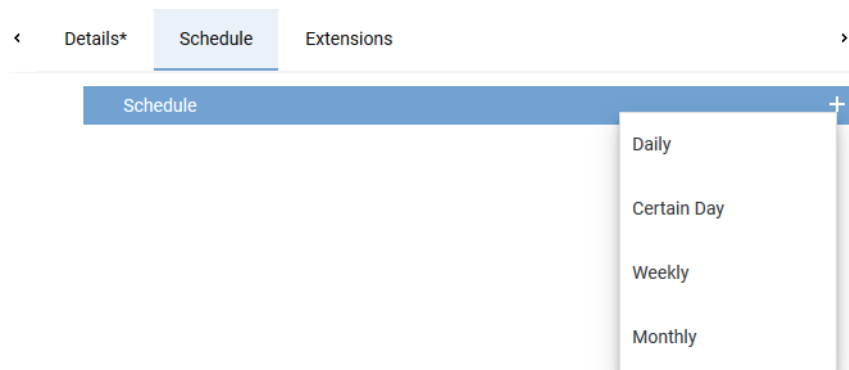 Details* Schedule Extensions
Schedule
Daily
Certain Day
Weekly
Monthly